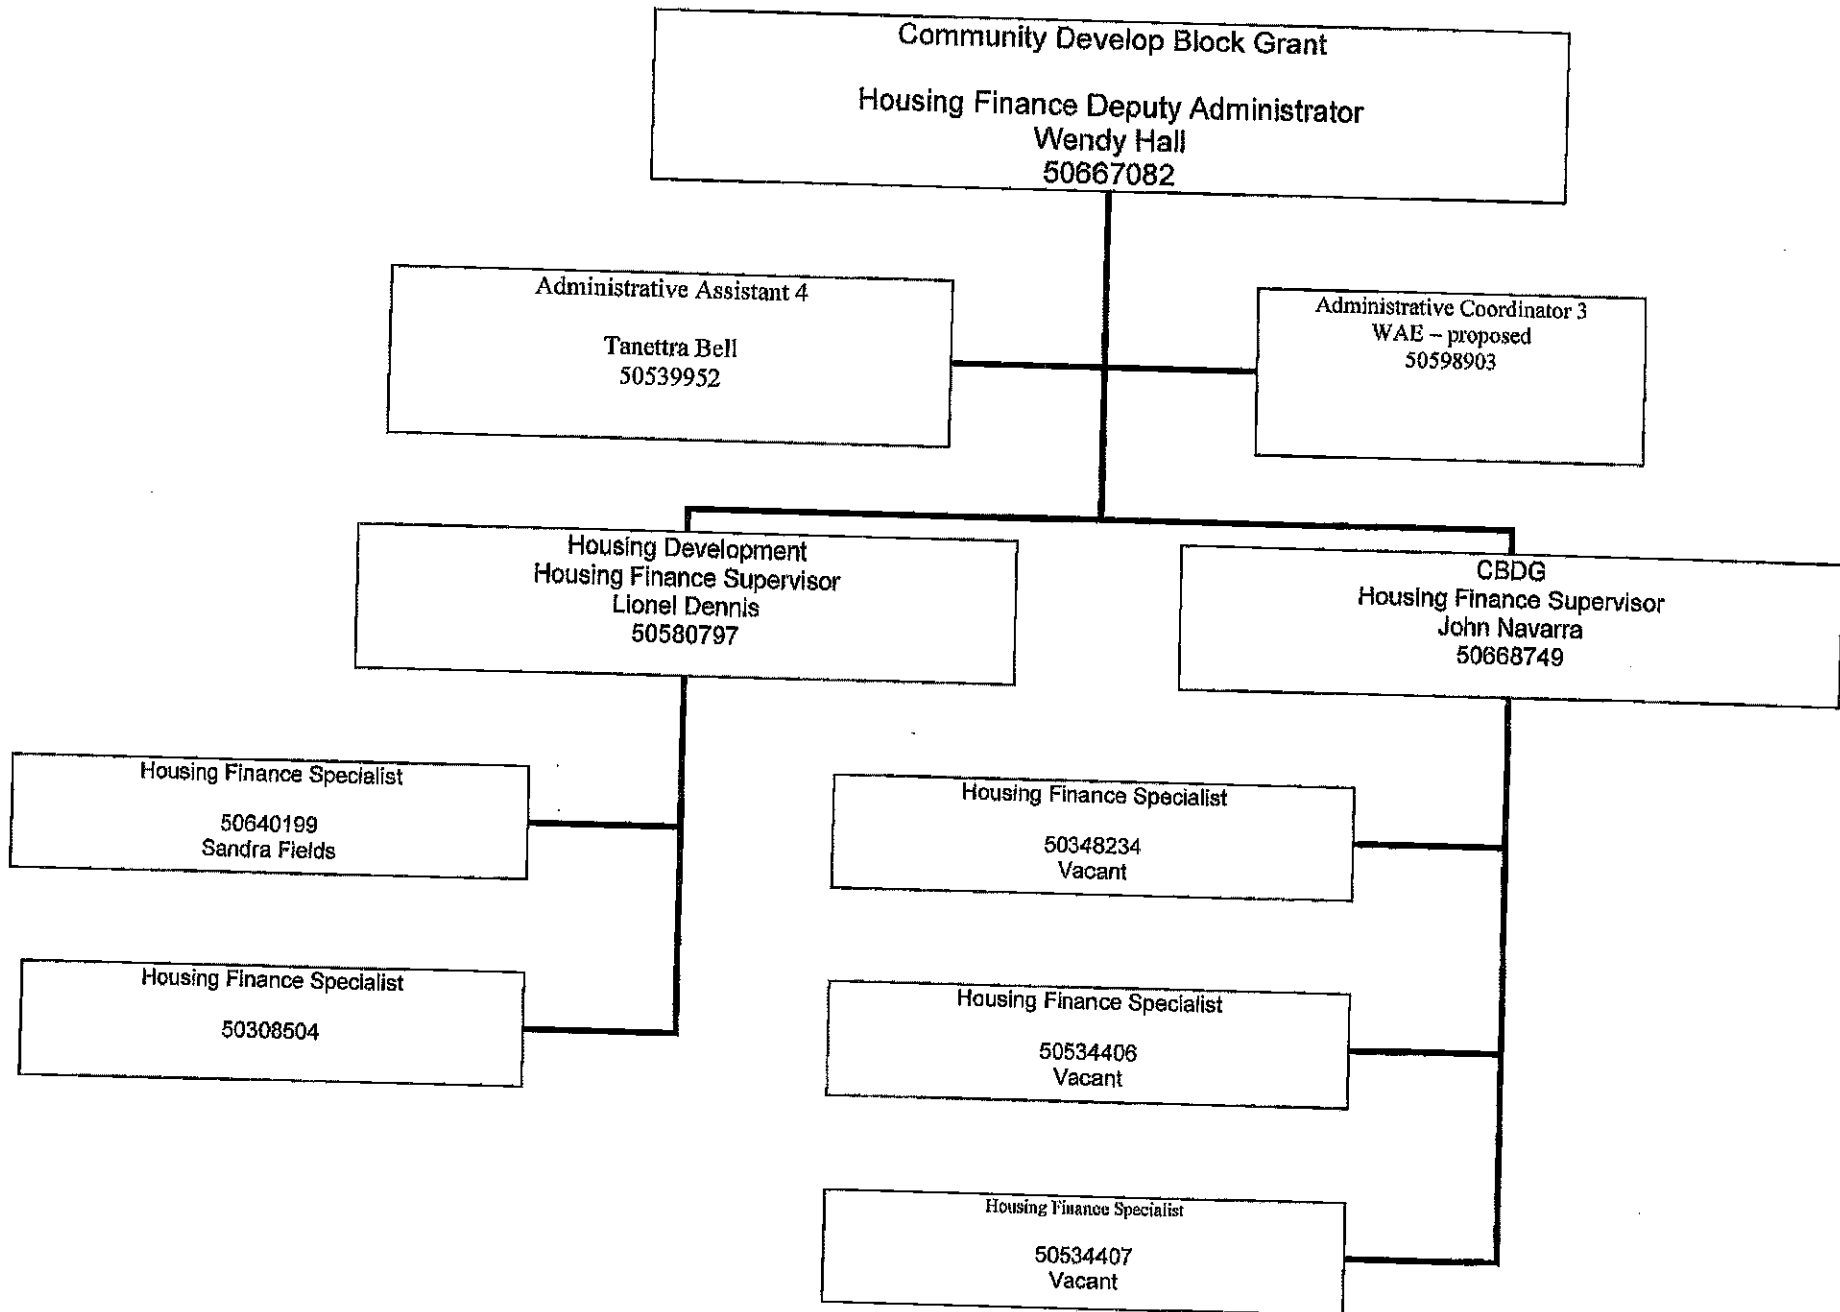 Community Develop Block Grant
Housing Finance Deputy Administrator
Wendy Hall
50667082
Administrative Assistant 4
Tanettra Bell
50539952
Administrative Coordinator 3
WAE – proposed
50598903
Housing Development
Housing Finance Supervisor
Lionel Dennis
50580797
CBDG
Housing Finance Supervisor
John Navarra
50668749
Housing Finance Specialist
50640199
Sandra Fields
Housing Finance Specialist
50308504
Housing Finance Specialist
50348234
Vacant
Housing Finance Specialist
50534406
Vacant
Housing Finance Specialist
50534407
Vacant